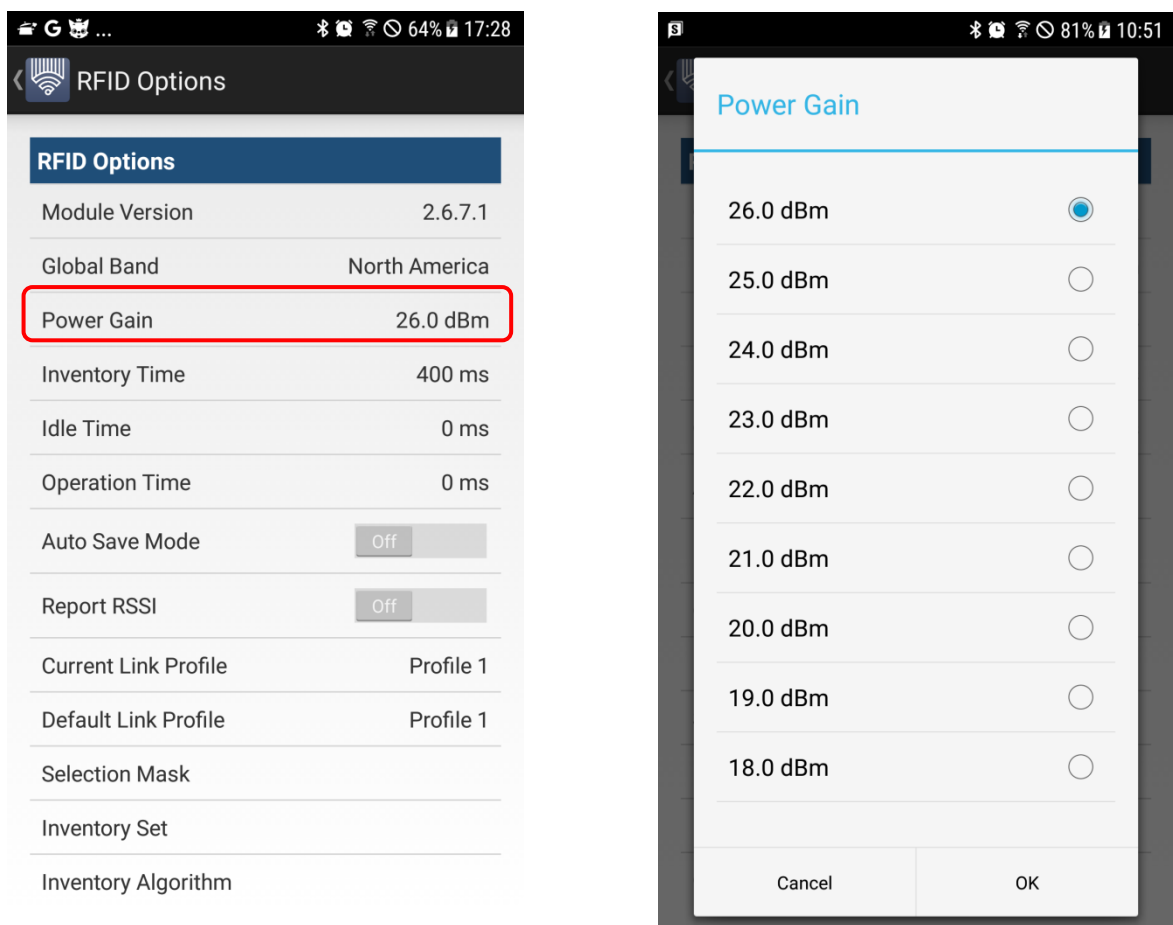 G ... 64% 17:28
RFID Options
RFID Options
Module Version 2.6.7.1
Global Band North America
Power Gain 26.0 dBm
Inventory Time 400 ms
Idle Time 0 ms
Operation Time 0 ms
Auto Save Mode Off
Report RSSI Off
Current Link Profile Profile 1
Default Link Profile Profile 1
Selection Mask
Inventory Set
Inventory Algorithm
S 81% 10:51
Power Gain
26.0 dBm
25.0 dBm
24.0 dBm
23.0 dBm
22.0 dBm
21.0 dBm
20.0 dBm
19.0 dBm
18.0 dBm
Cancel OK